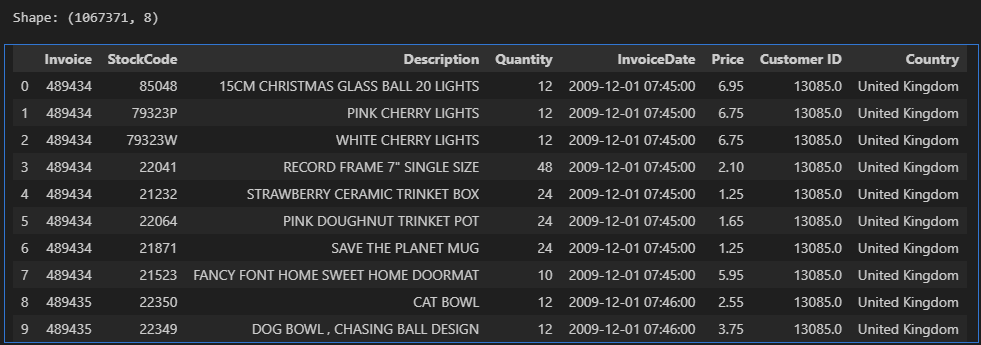 Shape: (1067371, 8)
Invoice StockCode Description Quantity InvoiceDate Price Customer ID Country
0 489434 85048 15CM CHRISTMAS GLASS BALL 20 LIGHTS 12 2009-12-01 07:45:00 6.95 13085.0 United Kingdom
1 489434 79323P PINK CHERRY LIGHTS 12 2009-12-01 07:45:00 6.75 13085.0 United Kingdom
2 489434 79323W WHITE CHERRY LIGHTS 12 2009-12-01 07:45:00 6.75 13085.0 United Kingdom
3 489434 22041 RECORD FRAME 7" SINGLE SIZE 48 2009-12-01 07:45:00 2.10 13085.0 United Kingdom
4 489434 21232 STRAWBERRY CERAMIC TRINKET BOX 24 2009-12-01 07:45:00 1.25 13085.0 United Kingdom
5 489434 22064 PINK DOUGHNUT TRINKET POT 24 2009-12-01 07:45:00 1.65 13085.0 United Kingdom
6 489434 21871 SAVE THE PLANET MUG 24 2009-12-01 07:45:00 1.25 13085.0 United Kingdom
7 489434 21523 FANCY FONT HOME SWEET HOME DOORMAT 10 2009-12-01 07:45:00 5.95 13085.0 United Kingdom
8 489435 22350 CAT BOWL 12 2009-12-01 07:46:00 2.55 13085.0 United Kingdom
9 489435 22349 DOG BOWL , CHASING BALL DESIGN 12 2009-12-01 07:46:00 3.75 13085.0 United Kingdom